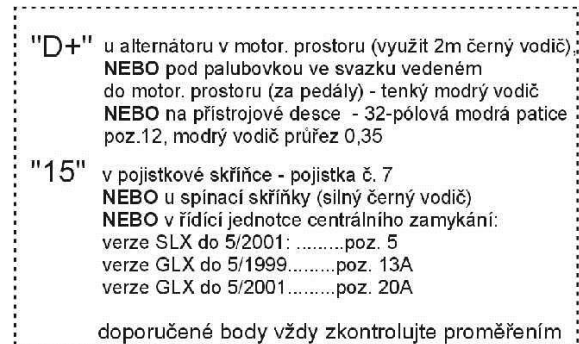 "D+" u alternátoru v motor. prostoru (využit 2m černý vodič),
NEBO pod palubovkou ve svazku vedeném
do motor. prostoru (za pedály) - tenký modrý vodič
NEBO na přístrojové desce - 32-pólová modrá patice
poz.12, modrý vodič průřez 0,35
"15" v pojistkové skříňce - pojistka č. 7
NEBO u spínací skříňky (silný černý vodič)
NEBO v řídící jednotce centrálního zamykání:
verze SLX do 5/2001: .........poz. 5
verze GLX do 5/1999.........poz. 13A
verze GLX do 5/2001.........poz. 20A
doporučené body vždy zkontrolujte proměřením